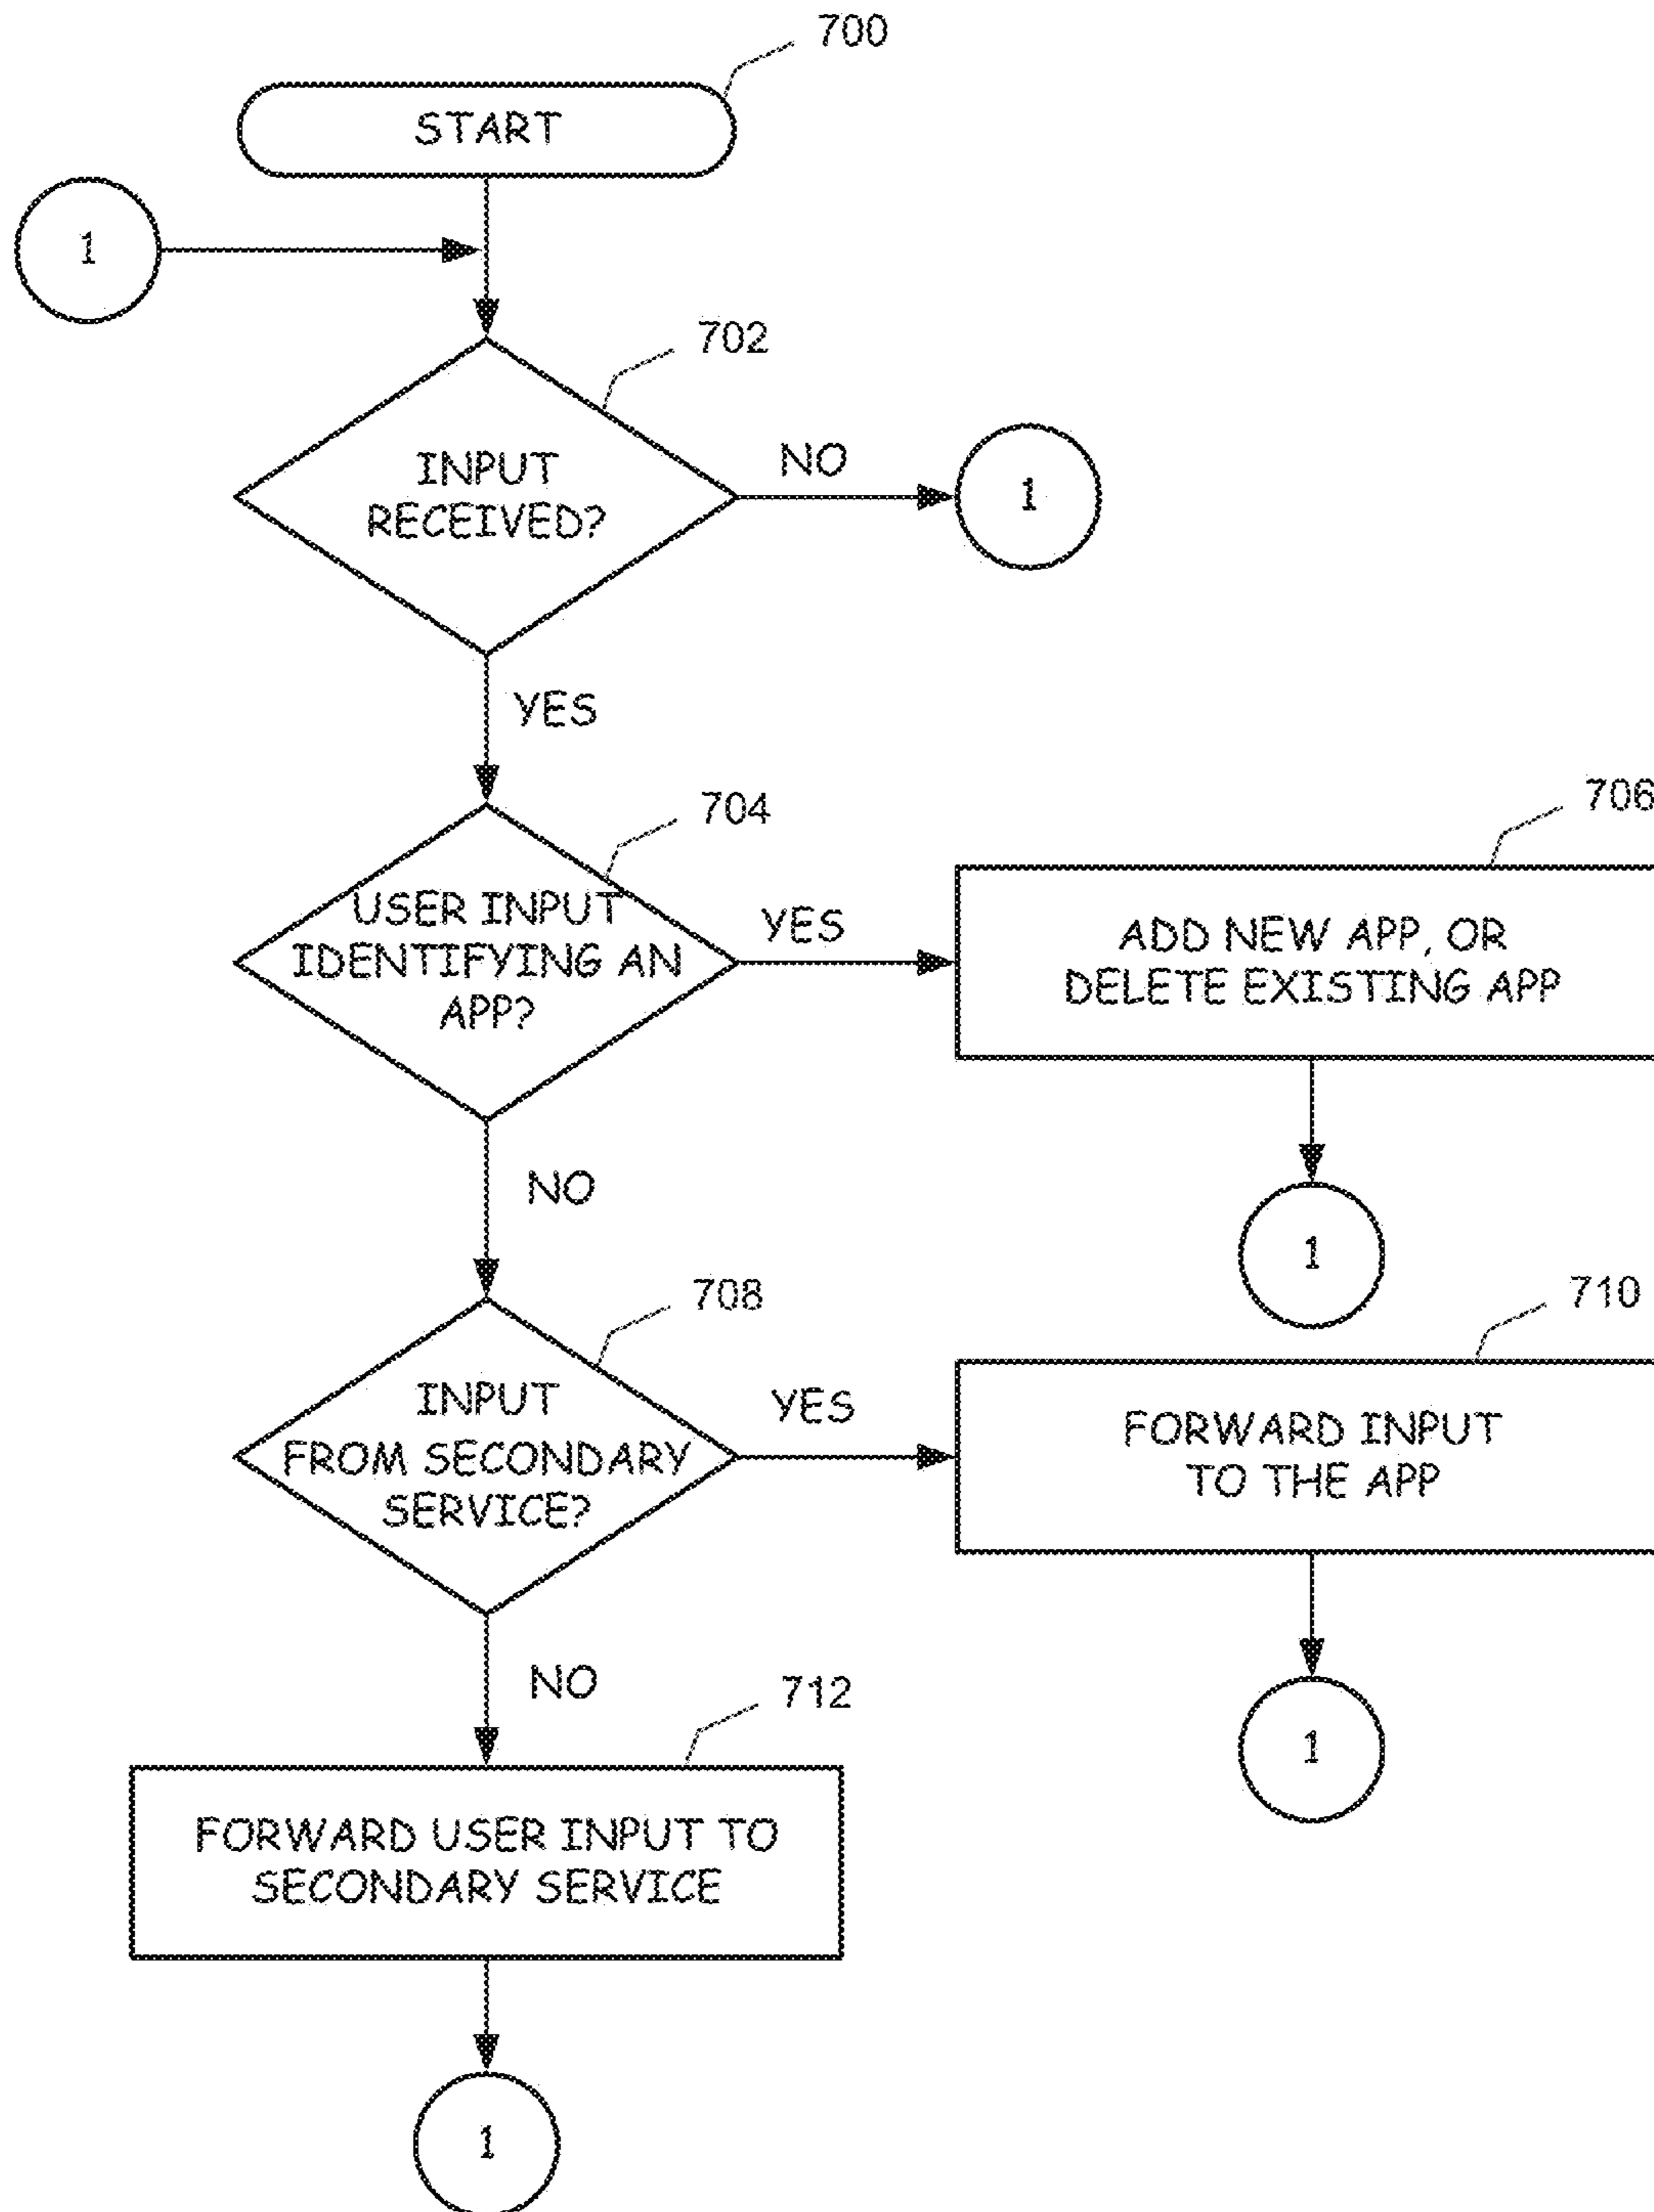 700
START
1
702
INPUT
RECEIVED?
NO
1
YES
704
USER INPUT
IDENTIFYING AN
APP?
YES
706
ADD NEW APP, OR
DELETE EXISTING APP
1
NO
708
INPUT
FROM SECONDARY
SERVICE?
YES
710
FORWARD INPUT
TO THE APP
1
NO
712
FORWARD USER INPUT TO
SECONDARY SERVICE
1